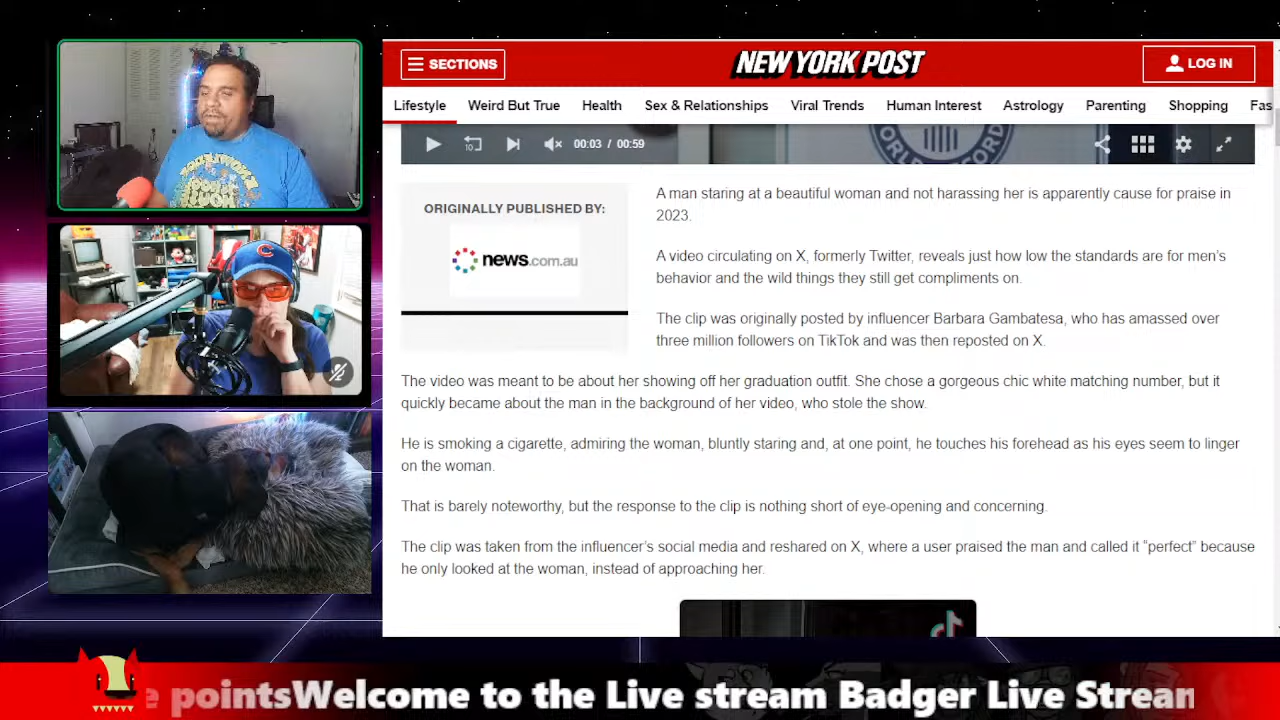 SECTIONS
NEW YORK POST
LOG IN
Lifestyle Weird But True Health Sex & Relationships Viral Trends Human Interest Astrology Parenting Shopping Fas
10
00:03 / 00:59
ORIGINALLY PUBLISHED BY:
news.com.au
A man staring at a beautiful woman and not harassing her is apparently cause for praise in
2023.
A video circulating on X, formerly Twitter, reveals just how low the standards are for men's
behavior and the wild things they still get compliments on.
The clip was originally posted by influencer Barbara Gambatesa, who has amassed over
three million followers on TikTok and was then reposted on X.
The video was meant to be about her showing off her graduation outfit. She chose a gorgeous chic white matching number, but it
quickly became about the man in the background of her video, who stole the show.
He is smoking a cigarette, admiring the woman, bluntly staring and, at one point, he touches his forehead as his eyes seem to linger
on the woman.
That is barely noteworthy, but the response to the clip is nothing short of eye-opening and concerning.
The clip was taken from the influencer's social media and reshared on X, where a user praised the man and called it "perfect" because
he only looked at the woman, instead of approaching her.
e pointsWelcome to the Live stream Badger Live Stream